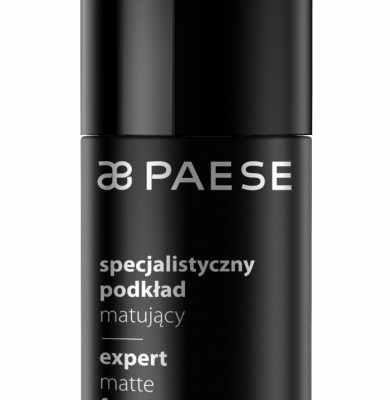 PAESE
specjalistyczny
podkład
matujący
expert
matte